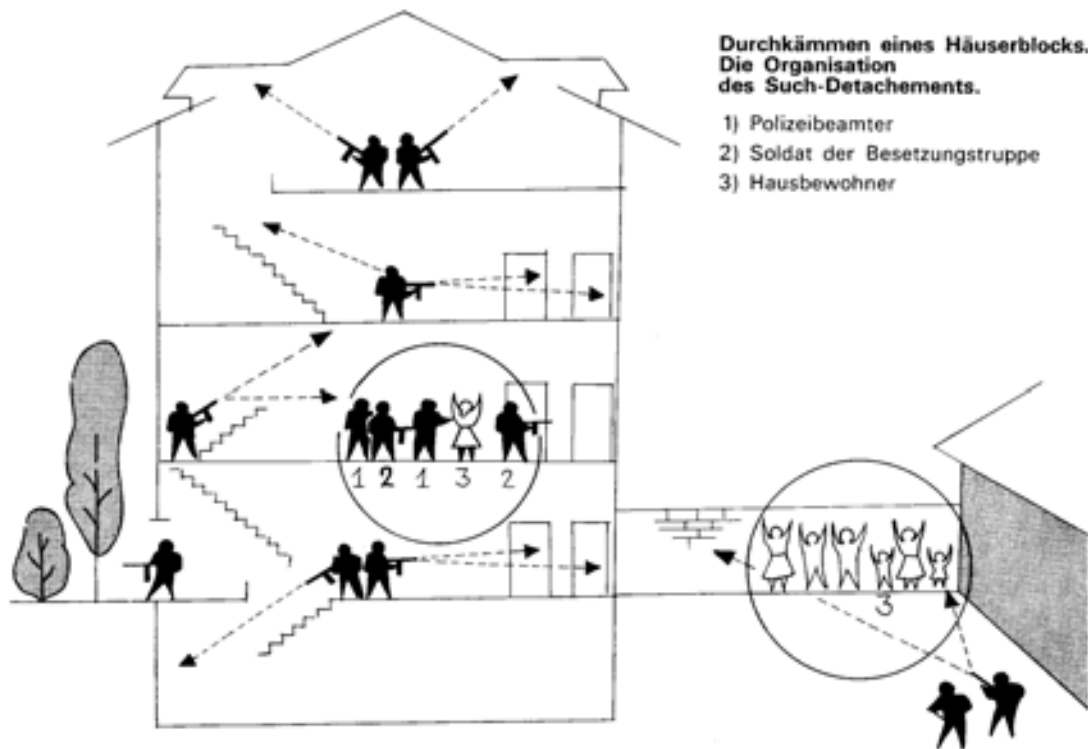 Durchkämmen eines Häuserblocks.
Die Organisation
des Such-Detachements.
1) Polizeibeamter
2) Soldat der Besetzungstruppe
3) Hausbewohner
1 2 1 3 2
3